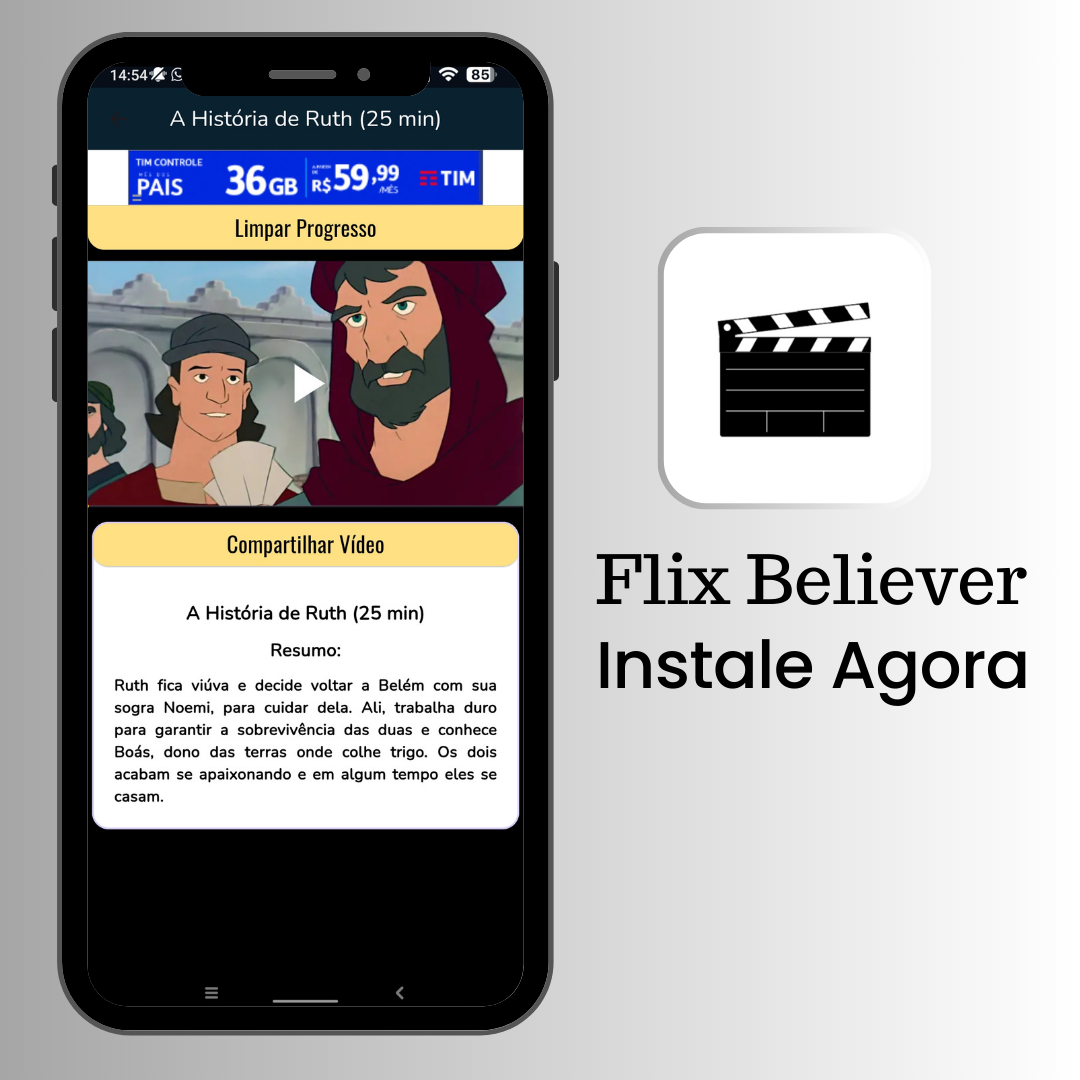 14:54
85
A História de Ruth (25 min)
TIM CONTROLE
MÊS DOS
PAIS
36GB
A PARTIR
DE
R$59,99
/MÊS
TIM
Limpar Progresso
Compartilhar Vídeo
A História de Ruth (25 min)
Resumo:
Ruth fica viúva e decide voltar a Belém com sua
sogra Noemi, para cuidar dela. Ali, trabalha duro
para garantir a sobrevivência das duas e conhece
Boás, dono das terras onde colhe trigo. Os dois
acabam se apaixonando e em algum tempo eles se
casam.
Flix Believer
Instale Agora